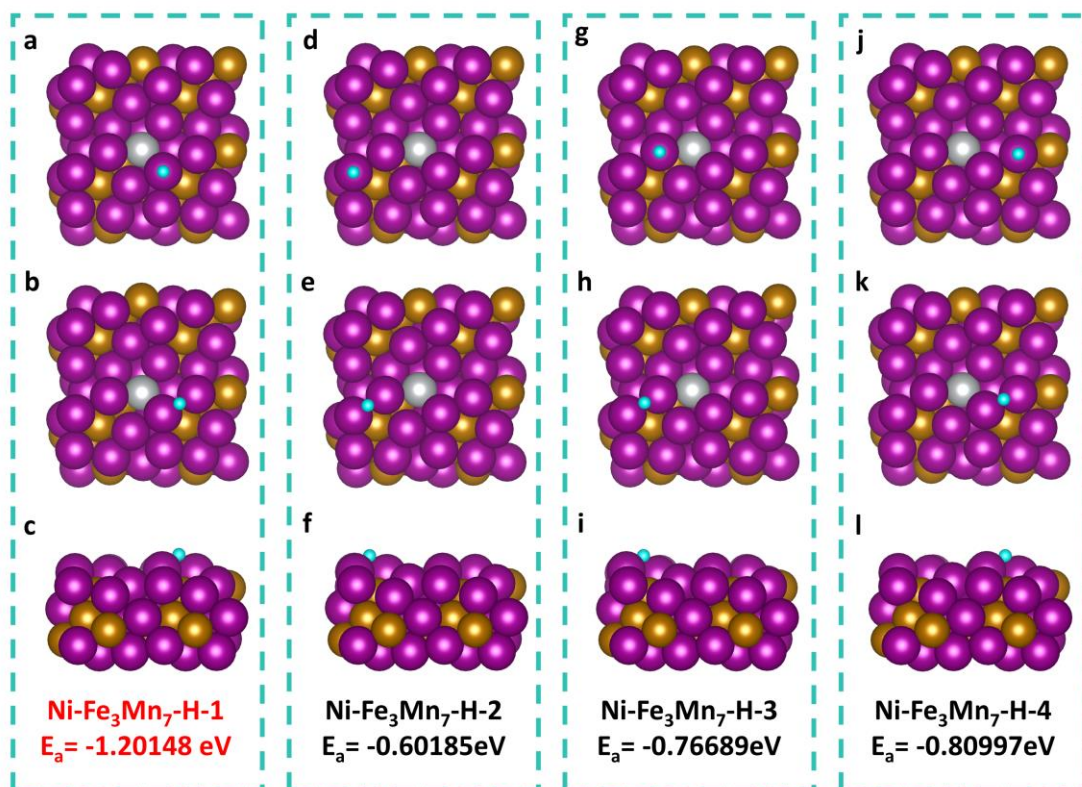 a
d
g
j
b
e
h
k
c
f
i
l
Ni-Fe₃Mn₇-H-1
Eₐ= -1.20148 eV
Ni-Fe₃Mn₇-H-2
Eₐ= -0.60185eV
Ni-Fe₃Mn₇-H-3
Eₐ= -0.76689eV
Ni-Fe₃Mn₇-H-4
Eₐ= -0.80997eV